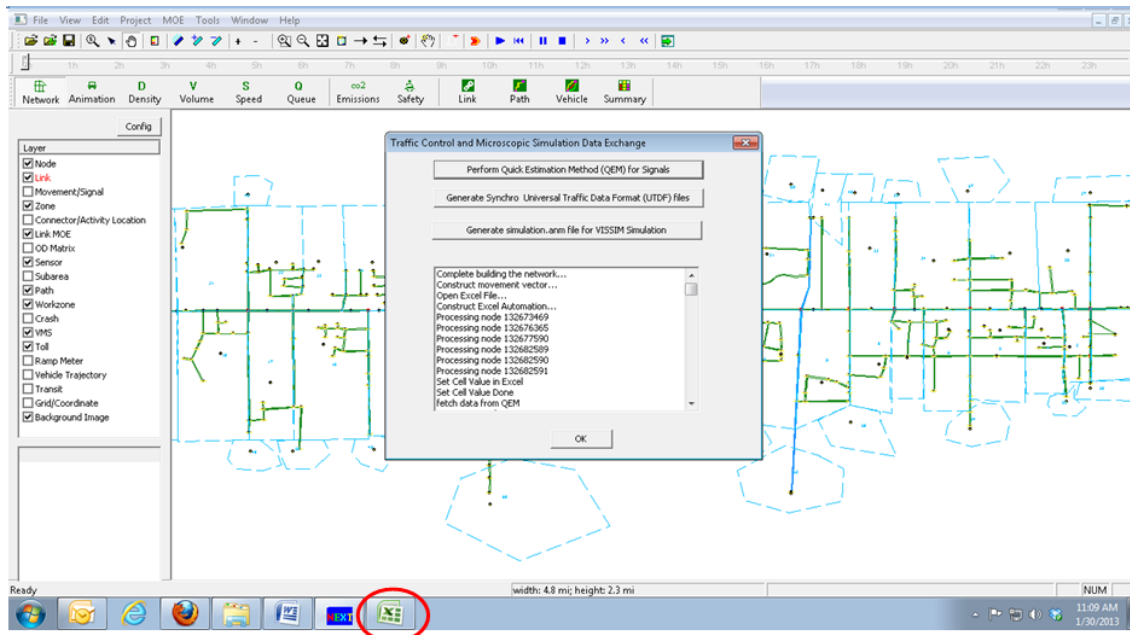 File View Edit Project MOE Tools Window Help
1h 2h 3h 4h 5h 6h 7h 8h 9h 10h 11h 12h 13h 14h 15h 16h 17h 18h 19h 20h 21h 22h 23h
D V S Q co2
Network Animation Density Volume Speed Queue Emissions Safety Link Path Vehicle Summary
Config
Layer
Node
Link
Movement/Signal
Zone
Connector/Activity Location
Link MOE
OD Matrix
Sensor
Subarea
Path
Workzone
Crash
VMS
Toll
Ramp Meter
Vehicle Trajectory
Transit
Grid/Coordinate
Background Image
Traffic Control and Microscopic Simulation Data Exchange
Perform Quick Estimation Method (QEM) for Signals
Generate Synchro Universal Traffic Data Format (UTDF) files
Generate simulation.anm file for VISSIM Simulation
Complete building the network...
Construct movement vector...
Open Excel File...
Construct Excel Automation...
Processing node 132673469
Processing node 132676365
Processing node 132677590
Processing node 132682589
Processing node 132682590
Processing node 132682591
Set Cell Value in Excel
Set Cell Value Done
fetch data from QEM
OK
Ready
width: 4.8 mi; height: 2.3 mi
NUM
NEXT
11:09 AM
1/30/2013